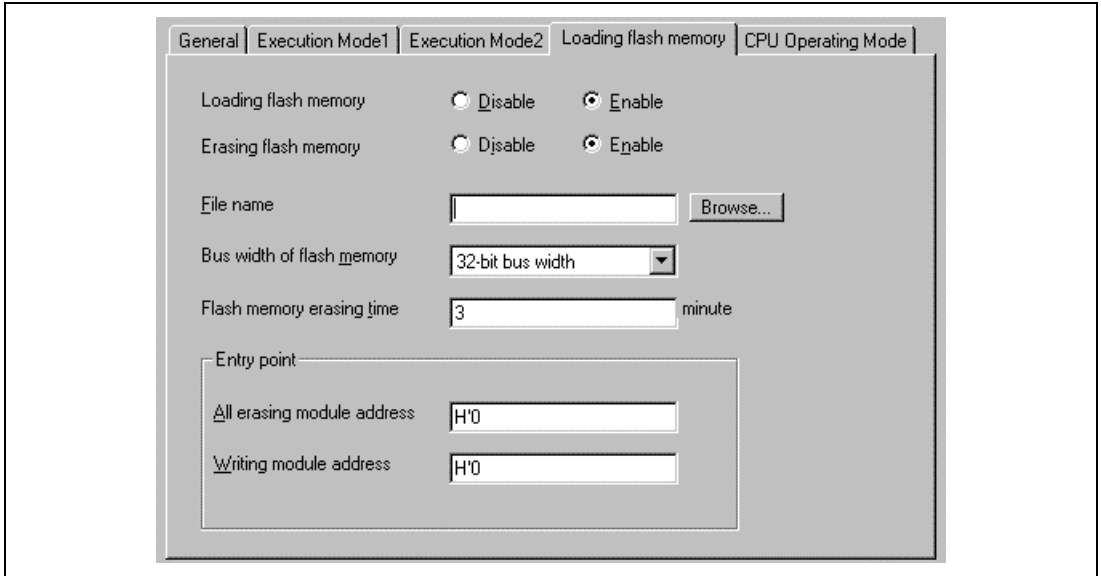 General Execution Mode1 Execution Mode2 Loading flash memory CPU Operating Mode
Loading flash memory Disable Enable
Erasing flash memory Disable Enable
File name Browse...
Bus width of flash memory 32-bit bus width
Flash memory erasing time 3 minute
Entry point
All erasing module address H'0
Writing module address H'0